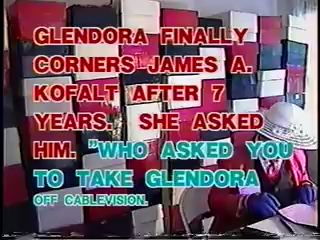 GLENDORA FINALLY
CORNERS JAMES A.
KOFALT AFTER 7
YEARS. SHE ASKED
HIM. "WHO ASKED YOU
TO TAKE GLENDORA
OFF CABLEVISION.